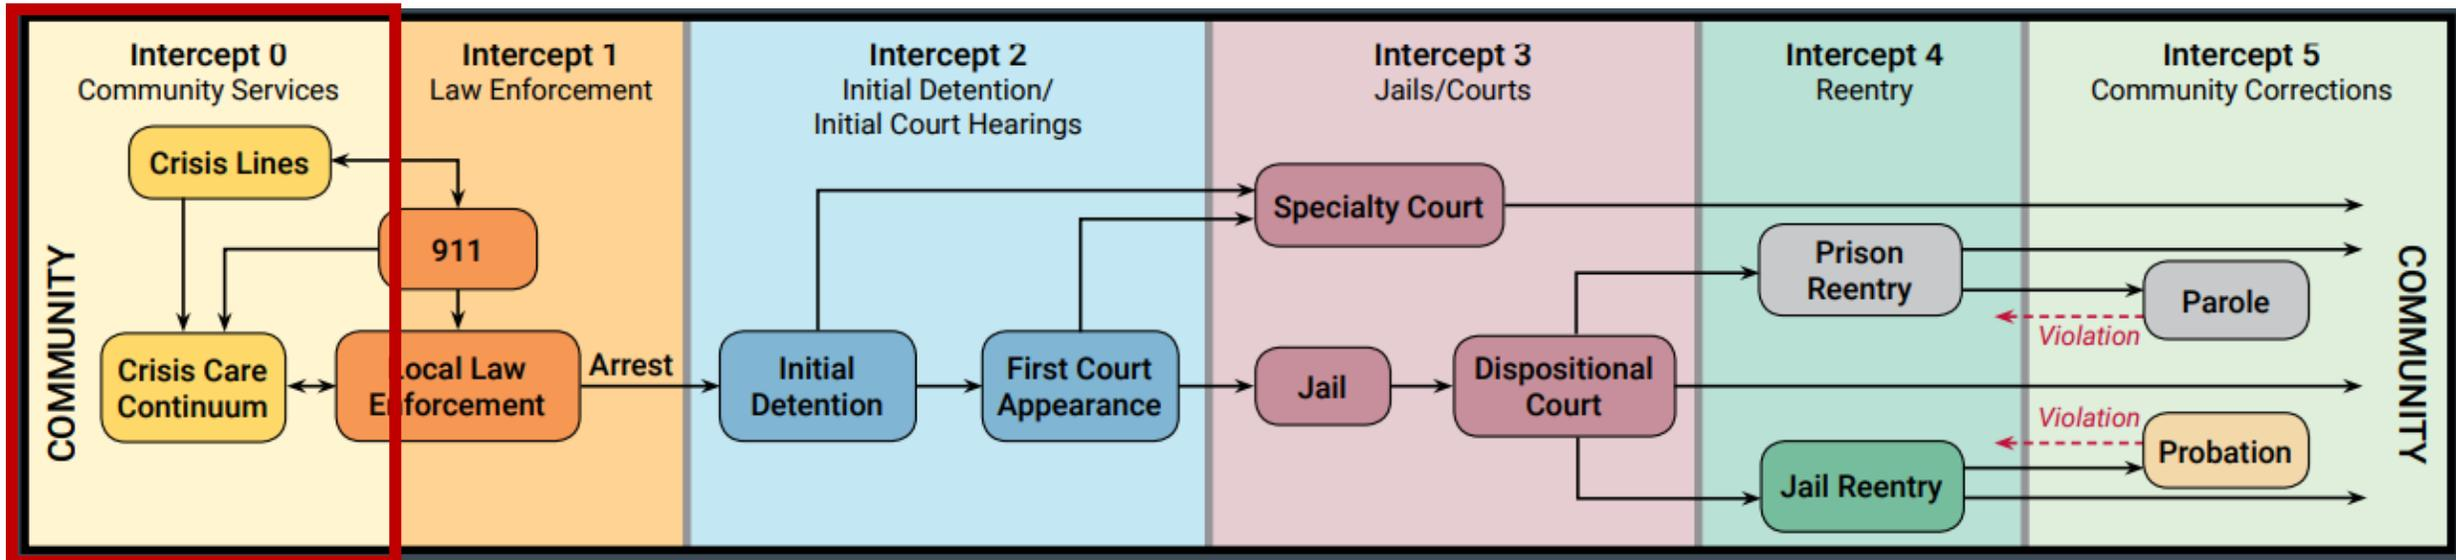 Intercept 0
Community Services
Intercept 1
Law Enforcement
Intercept 2
Initial Detention/
Initial Court Hearings
Intercept 3
Jails/Courts
Intercept 4
Reentry
Intercept 5
Community Corrections
COMMUNITY
Crisis Lines
911
Crisis Care
Continuum
Local Law
Enforcement
Arrest
Initial
Detention
First Court
Appearance
Specialty Court
Jail
Dispositional
Court
Prison
Reentry
Jail Reentry
Parole
Violation
Violation
Probation
COMMUNITY